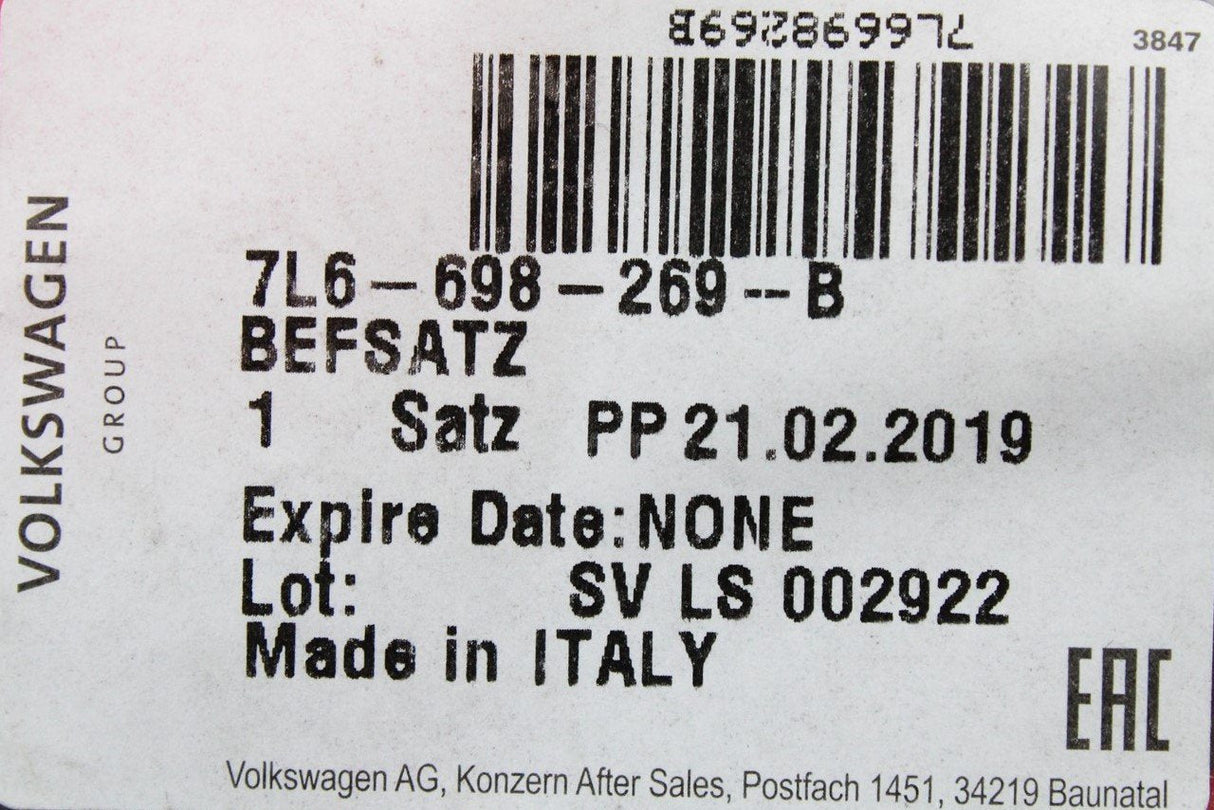 7L6698269B
3847
VOLKSWAGEN
GROUP
7L6-698-269--B
BEFSATZ
1 Satz PP 21.02.2019
Expire Date:NONE
Lot: SV LS 002922
Made in ITALY
EAC
Volkswagen AG, Konzern After Sales, Postfach 1451, 34219 Baunatal